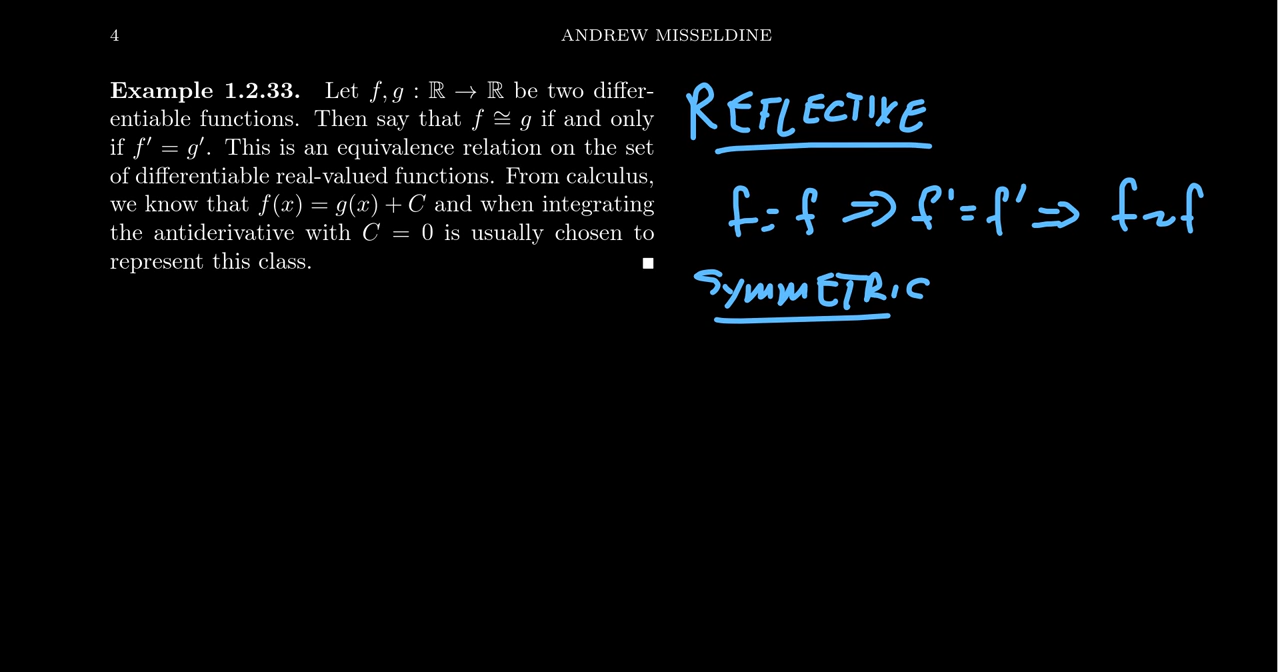 4
ANDREW MISSELDINE
Example 1.2.33. Let f, g : ℝ → ℝ be two differ-
entiable functions. Then say that f ≅ g if and only
if f′ = g′. This is an equivalence relation on the set
of differentiable real-valued functions. From calculus,
we know that f(x) = g(x) + C and when integrating
the antiderivative with C = 0 is usually chosen to
represent this class. ■
REFLECTIXE
f = f ⇒ f' = f' ⇒ f ~ f
SYMMETRIC